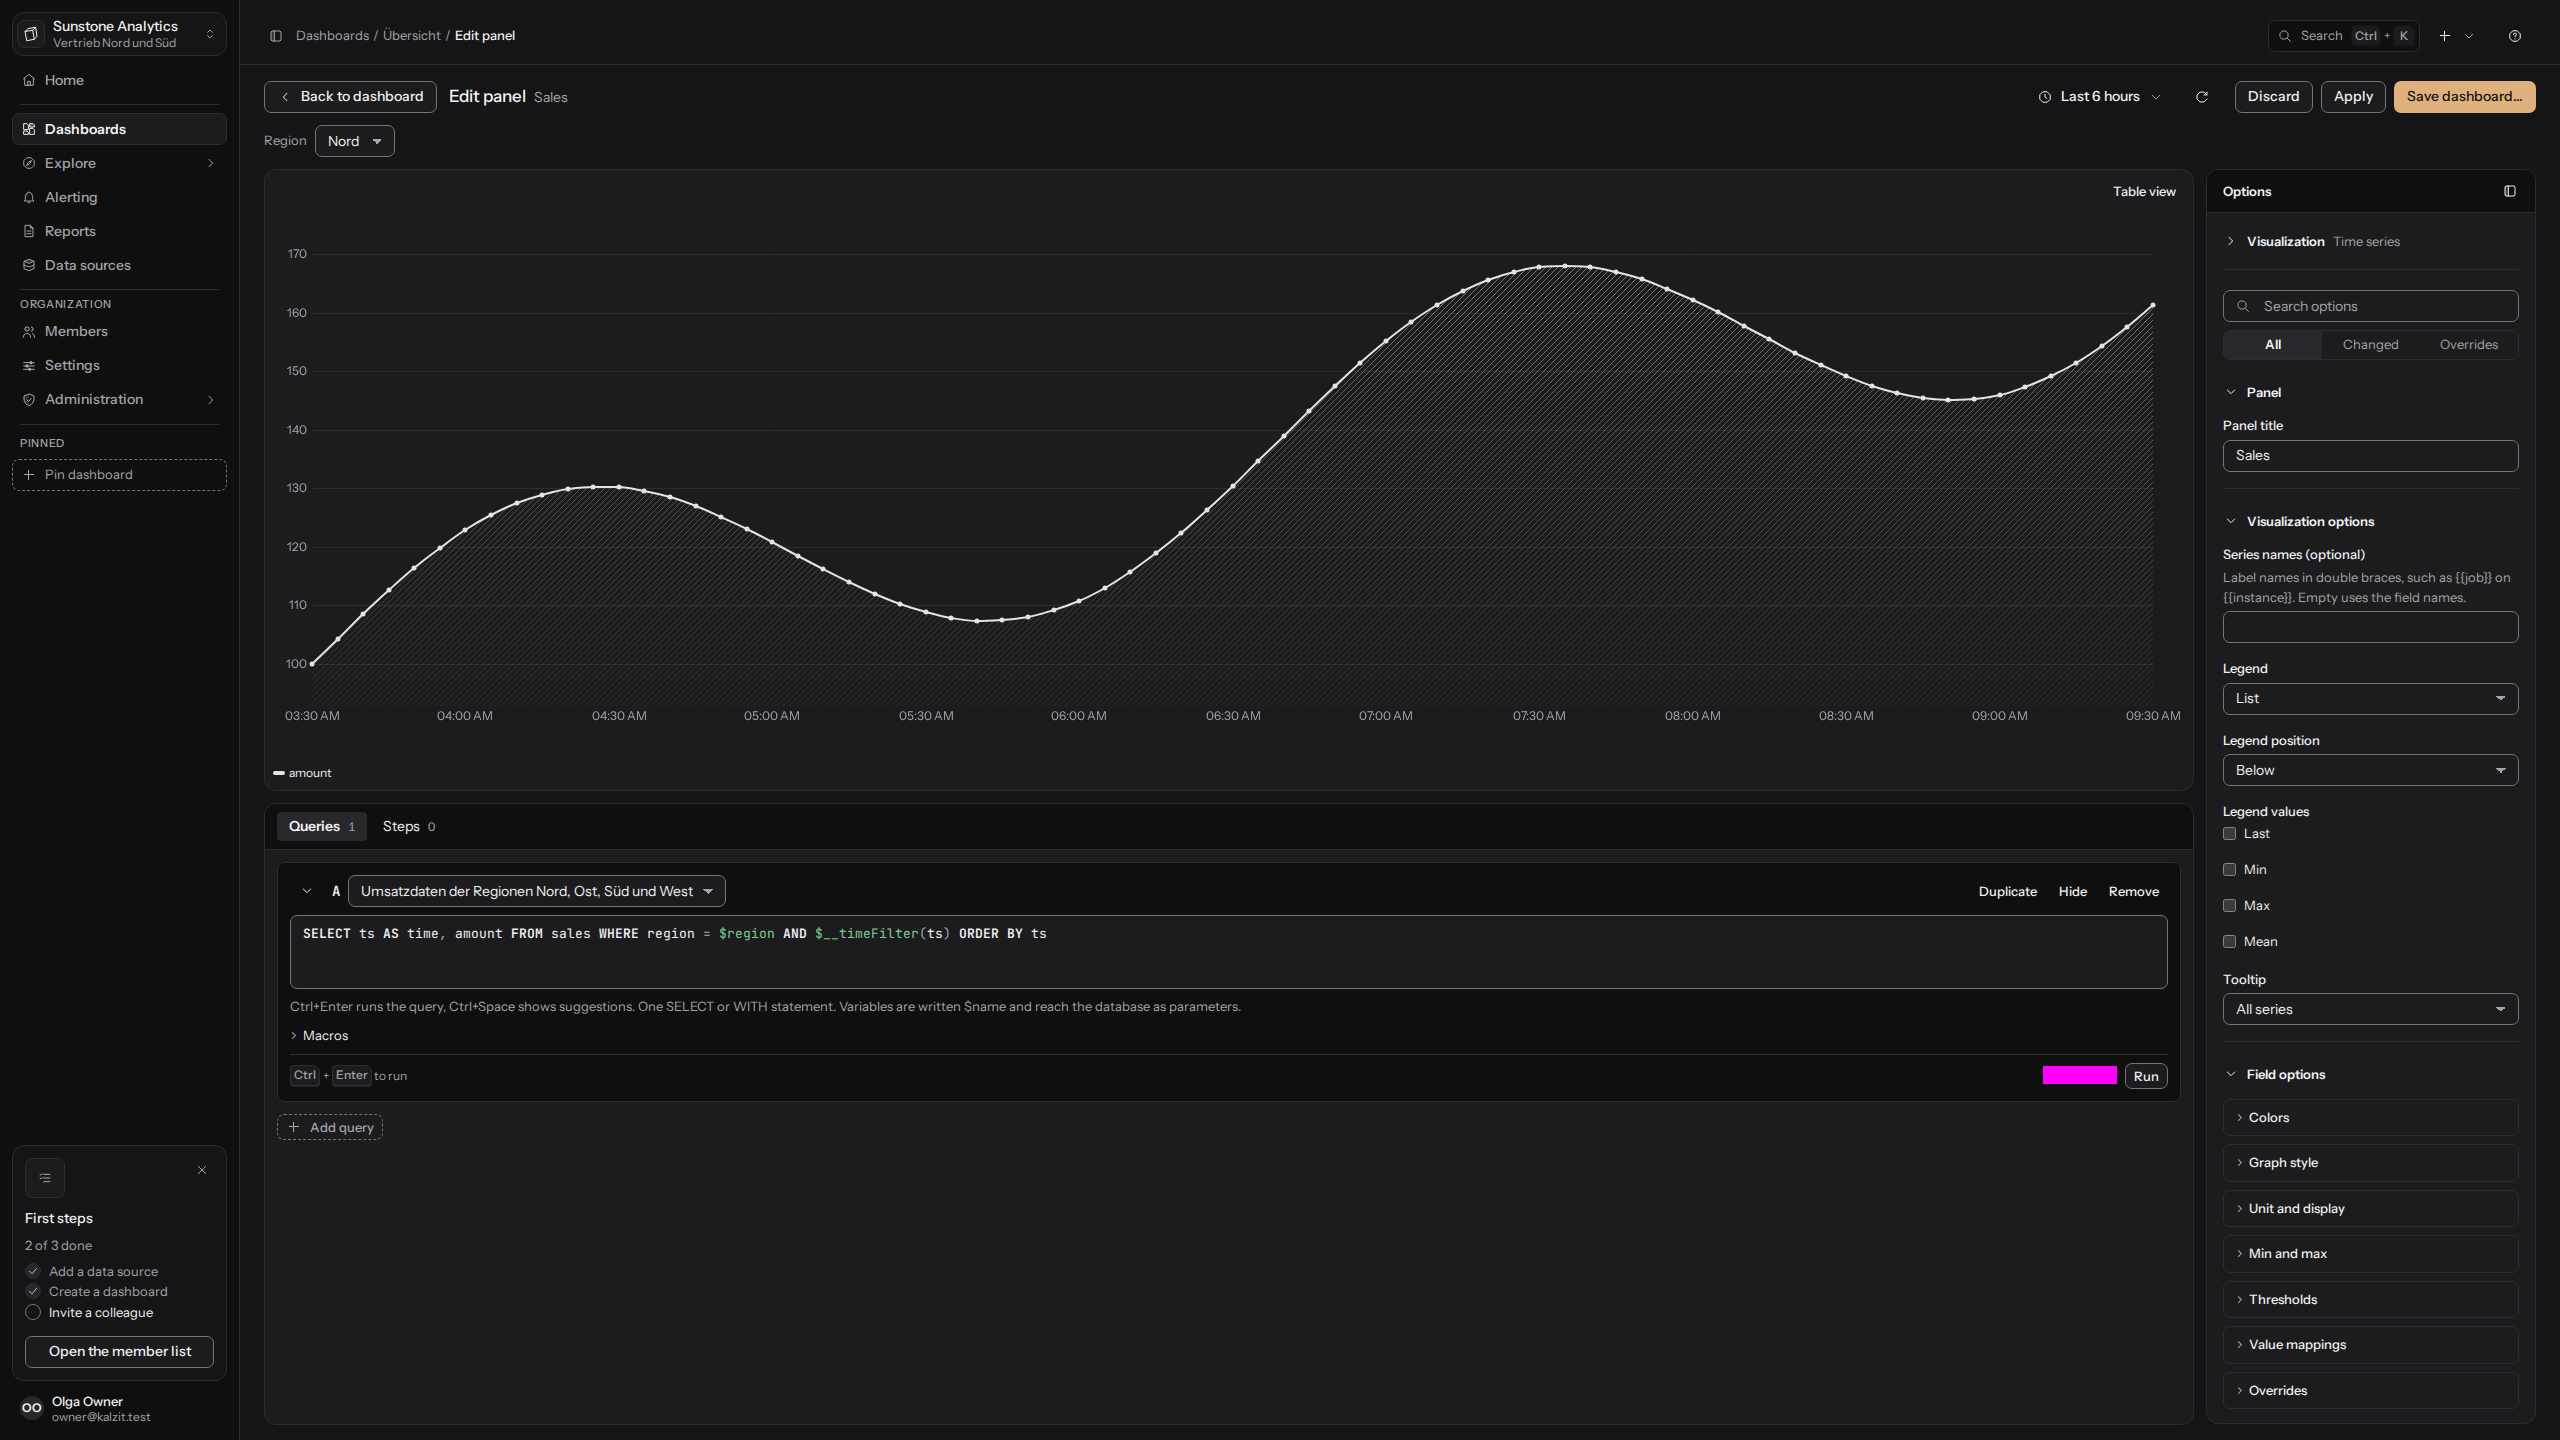 Sunstone Analytics
Vertrieb Nord und Süd
Home
Dashboards
Explore
Alerting
Reports
Data sources
ORGANIZATION
Members
Settings
Administration
PINNED
Pin dashboard
First steps
2 of 3 done
Add a data source
Create a dashboard
Invite a colleague
Open the member list
OO
Olga Owner
owner@kalzit.test
Dashboards / Übersicht / Edit panel
Search Ctrl + K
Back to dashboard Edit panel Sales
Last 6 hours Discard Apply Save dashboard...
Region Nord
Table view
170
160
150
140
130
120
110
100
03:30 AM 04:00 AM 04:30 AM 05:00 AM 05:30 AM 06:00 AM 06:30 AM 07:00 AM 07:30 AM 08:00 AM 08:30 AM 09:00 AM 09:30 AM
amount
Queries 1 Steps 0
A Umsatzdaten der Regionen Nord, Ost, Süd und West Duplicate Hide Remove
SELECT ts AS time, amount FROM sales WHERE region = $region AND $__timeFilter(ts) ORDER BY ts
Ctrl+Enter runs the query, Ctrl+Space shows suggestions. One SELECT or WITH statement. Variables are written $name and reach the database as parameters.
Macros
Ctrl + Enter to run Run
Add query
Options
Visualization Time series
Search options
All Changed Overrides
Panel
Panel title
Sales
Visualization options
Series names (optional)
Label names in double braces, such as {{job}} on
{{instance}}. Empty uses the field names.
Legend
List
Legend position
Below
Legend values
Last
Min
Max
Mean
Tooltip
All series
Field options
Colors
Graph style
Unit and display
Min and max
Thresholds
Value mappings
Overrides